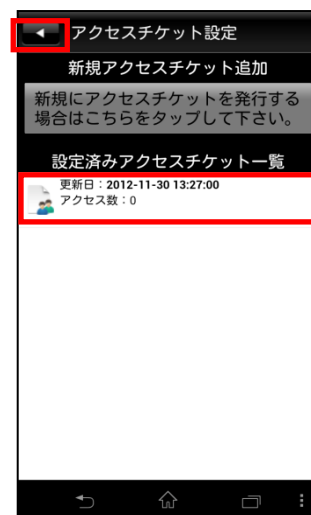 アクセスチケット設定
新規アクセスチケット追加
新規にアクセスチケットを発行する
場合はこちらをタップして下さい。
設定済みアクセスチケット一覧
更新日：2012-11-30 13:27:00
アクセス数：0